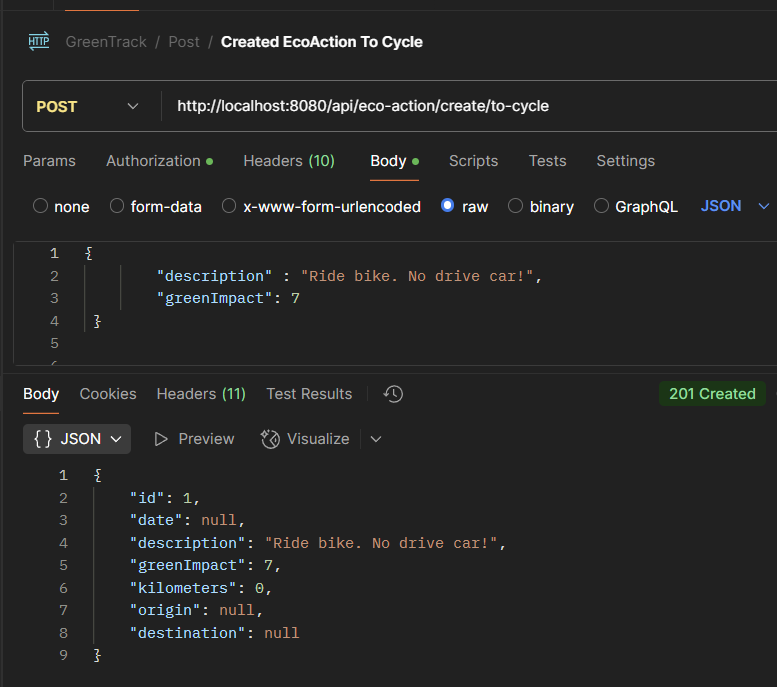 HTTP GreenTrack / Post / Created EcoAction To Cycle
POST http://localhost:8080/api/eco-action/create/to-cycle
Params Authorization Headers (10) Body Scripts Tests Settings
none form-data x-www-form-urlencoded raw binary GraphQL JSON
1 {
2 "description" : "Ride bike. No drive car!",
3 "greenImpact": 7
4 }
5
Body Cookies Headers (11) Test Results 201 Created
{} JSON Preview Visualize
1 {
2 "id": 1,
3 "date": null,
4 "description": "Ride bike. No drive car!",
5 "greenImpact": 7,
6 "kilometers": 0,
7 "origin": null,
8 "destination": null
9 }